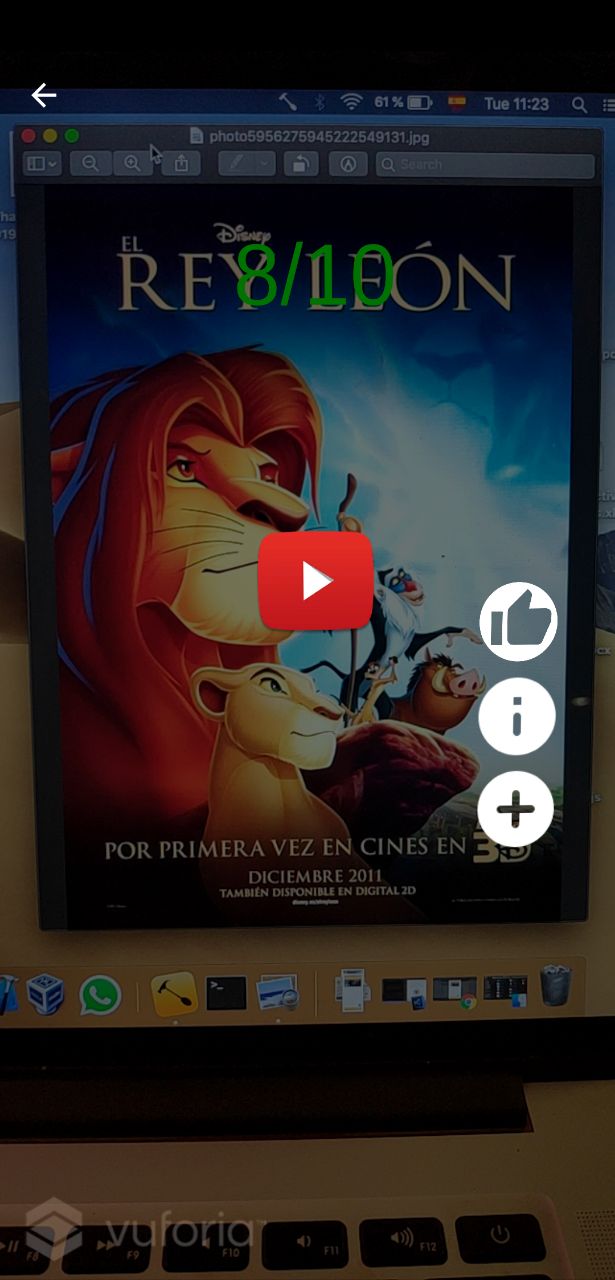 61 %
Tue 11:23
photo5956275945222549131.jpg
Search
Disney
EL
REY LEÓN
8/10
POR PRIMERA VEZ EN CINES EN 3D
DICIEMBRE 2011
TAMBIÉN DISPONIBLE EN DIGITAL 2D
vuforia
F8
F9
F10
F11
F12